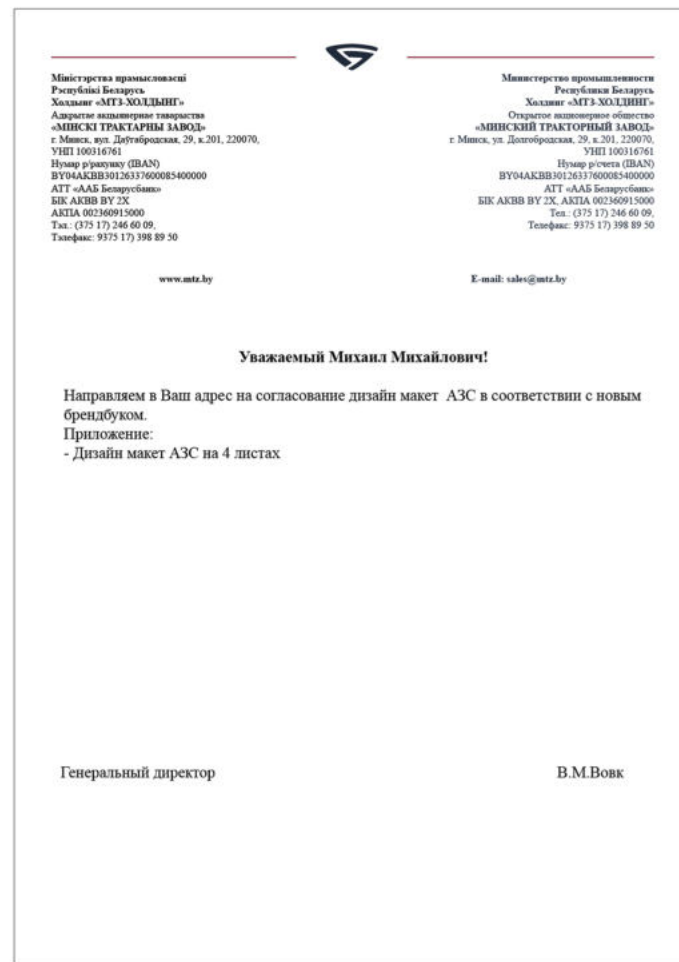 Міністэрства прамысловасці
Рэспублікі Беларусь
Холдынг «МТЗ-ХОЛДЫНГ»
Адкрытае акцыянернае таварыства
«МІНСКІ ТРАКТАРНЫ ЗАВОД»
г. Минск, вул. Даўгабродская, 29, к.201, 220070,
УНП 100316761
Нумар р/рахунку (IBAN)
BY04AKBB30126337600085400000
АТТ «ААБ Беларусбанк»
БІК AKBB BY 2X
АКПА 002360915000
Тэл.: (375 17) 246 60 09,
Тэлефакс: 9375 17) 398 89 50
www.mtz.by
Министерство промышленности
Республики Беларусь
Холдинг «МТЗ-ХОЛДИНГ»
Открытое акционерное общество
«МИНСКИЙ ТРАКТОРНЫЙ ЗАВОД»
г. Минск, ул. Долгобродская, 29, к.201, 220070,
УНП 100316761
Нумар р/счета (IBAN)
BY04AKBB30126337600085400000
АТТ «ААБ Беларусбанк»
БІК AKBB BY 2X, АКПА 002360915000
Тел.: (375 17) 246 60 09,
Телефакс: 9375 17) 398 89 50
E-mail: sales@mtz.by
Уважаемый Михаил Михайлович!
Направляем в Ваш адрес на согласование дизайн макет АЗС в соответствии с новым
брендбуком.
Приложение:
- Дизайн макет АЗС на 4 листах
Генеральный директор В.М.Вовк